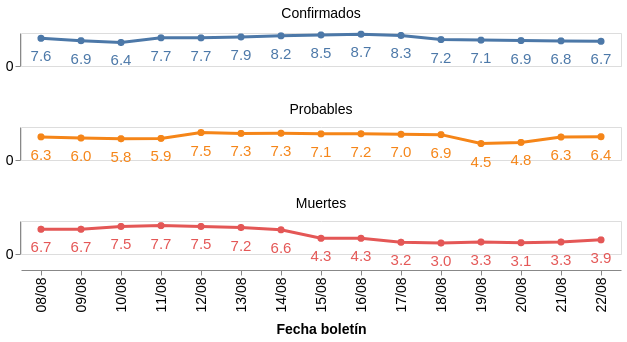 Confirmados
0
7.6 6.9 6.4 7.7 7.7 7.9 8.2 8.5 8.7 8.3 7.2 7.1 6.9 6.8 6.7
Probables
0
6.3 6.0 5.8 5.9 7.5 7.3 7.3 7.1 7.2 7.0 6.9 4.5 4.8 6.3 6.4
Muertes
0
6.7 6.7 7.5 7.7 7.5 7.2 6.6 4.3 4.3 3.2 3.0 3.3 3.1 3.3 3.9
08/08 09/08 10/08 11/08 12/08 13/08 14/08 15/08 16/08 17/08 18/08 19/08 20/08 21/08 22/08
Fecha boletín